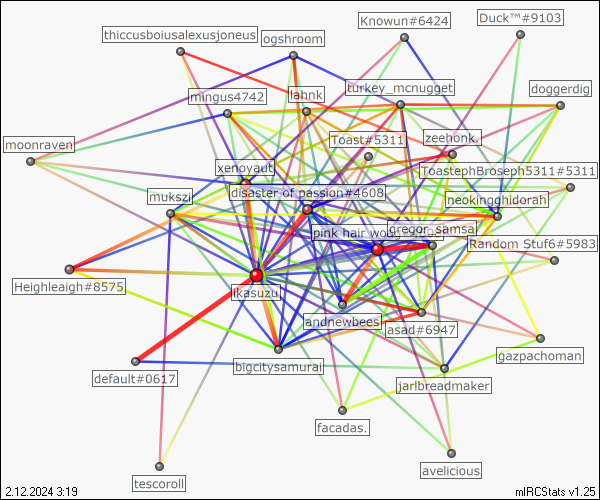 Knowun#6424
Duck™#9103
thiccusboiusalexusjoneus
ogshroom
turkey_mcnugget
doggerdig
lahnk
mingus4742
Toast#5311
zeehonk.
moonraven
xenoyaut
ToastephBroseph5311#5311
disaster of passion#4608
mukszi
neokingghidorah
pink hair wo
gregor_samsa
Random Stuf6#5983
Heighleaigh#8575
ikasuzu
andnewbees
asad#6947
gazpachoman
bigcitysamurai
default#0617
jarlbreadmaker
facadas.
avelicious
tescoroll
2.12.2024 3:19
mIRCStats v1.25